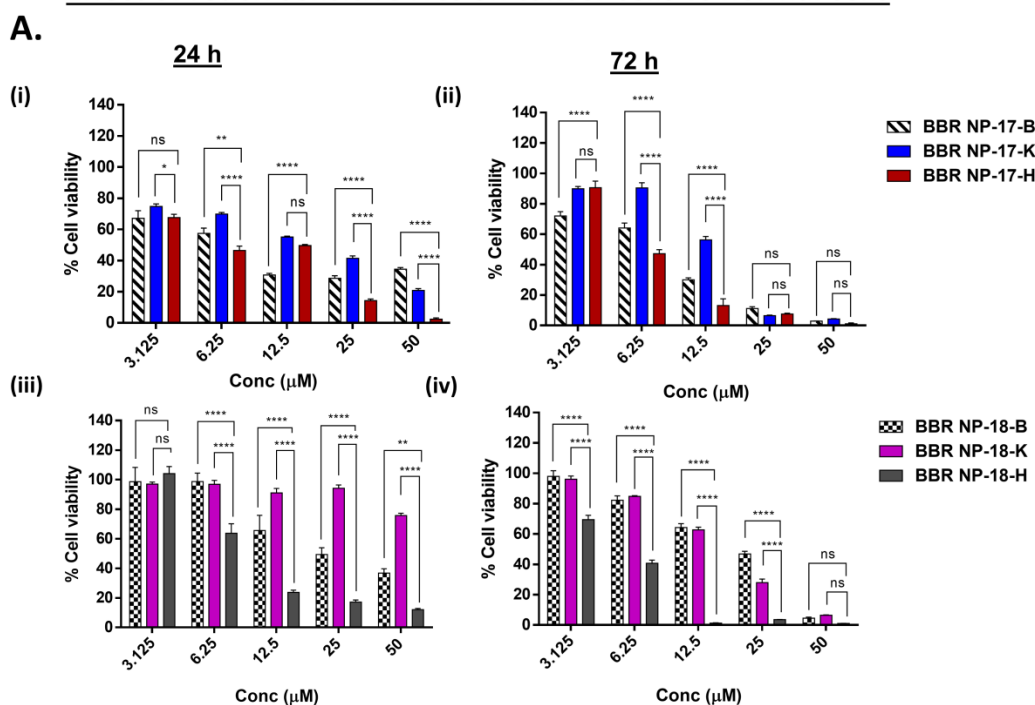 A.
24 h
72 h
(i)
140
120
100
80
60
40
20
0
% Cell viability
ns
*
**
****
****
ns
****
****
****
****
3.125
6.25
12.5
25
50
Conc (μM)
(ii)
140
120
100
80
60
40
20
0
% Cell viability
****
ns
****
****
****
****
ns
ns
ns
ns
3.125
6.25
12.5
25
50
Conc (μM)
BBR NP-17-B
BBR NP-17-K
BBR NP-17-H
(iii)
140
120
100
80
60
40
20
0
% Cell viability
ns
ns
****
****
****
****
****
****
**
****
3.125
6.25
12.5
25
50
Conc (μM)
(iv)
140
120
100
80
60
40
20
0
% Cell viability
****
****
****
****
****
****
****
****
ns
ns
3.125
6.25
12.5
25
50
Conc (μM)
BBR NP-18-B
BBR NP-18-K
BBR NP-18-H